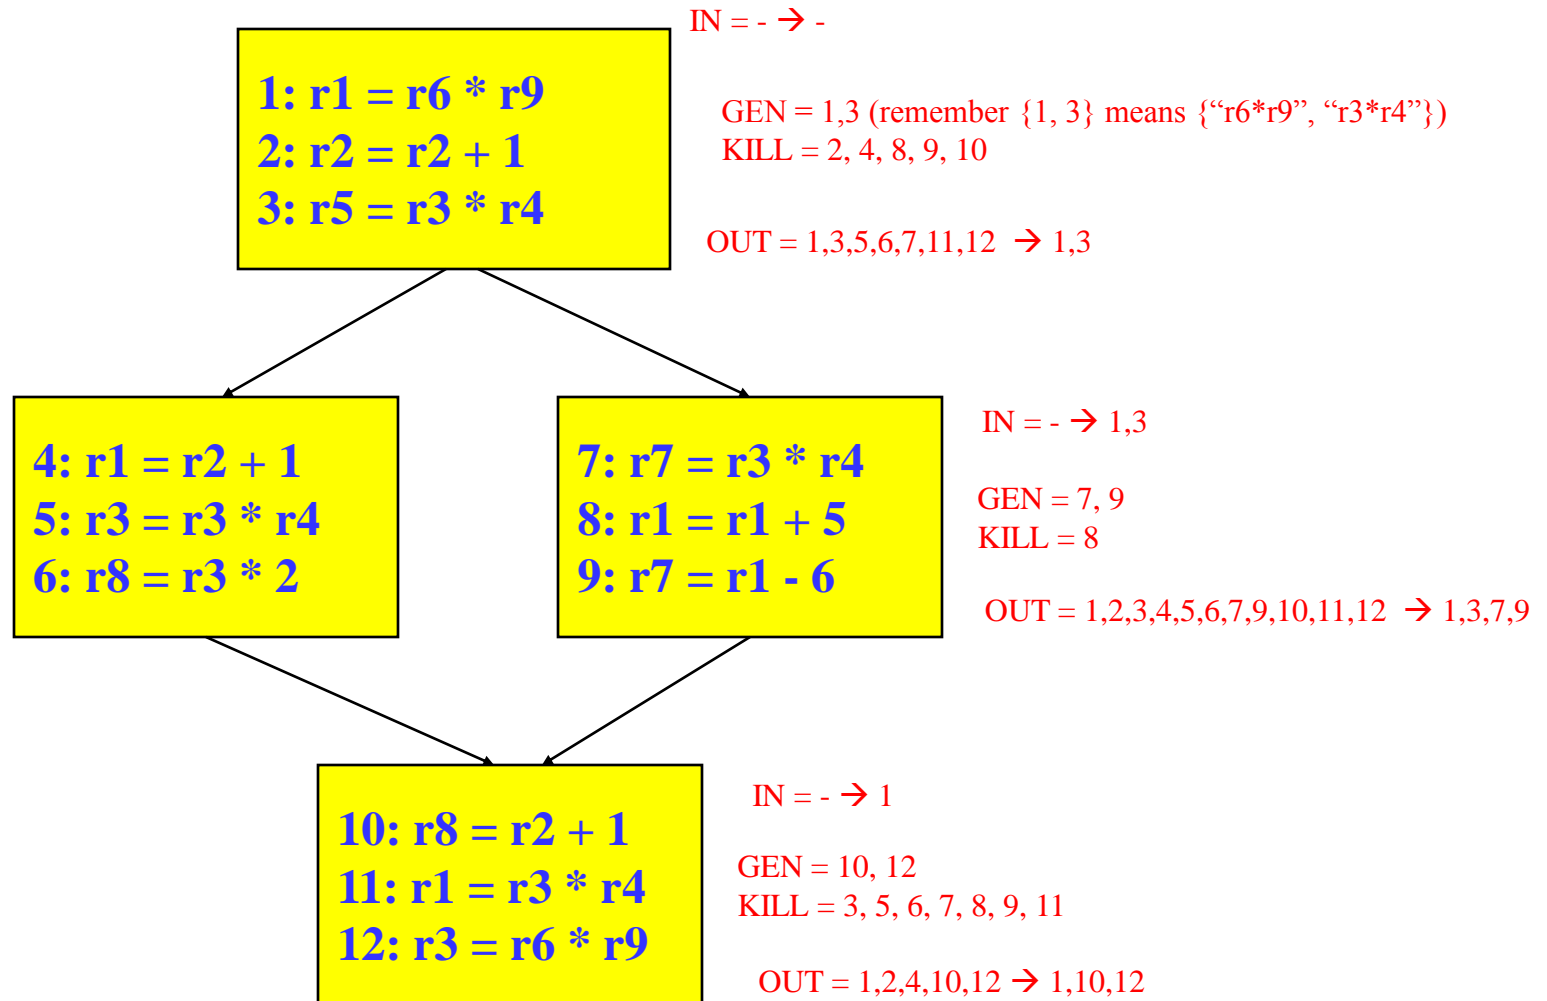 IN = - → -
1: r1 = r6 * r9
2: r2 = r2 + 1
3: r5 = r3 * r4
GEN = 1,3 (remember {1, 3} means {“r6*r9”, “r3*r4”})
KILL = 2, 4, 8, 9, 10
OUT = 1,3,5,6,7,11,12 → 1,3
4: r1 = r2 + 1
5: r3 = r3 * r4
6: r8 = r3 * 2
7: r7 = r3 * r4
8: r1 = r1 + 5
9: r7 = r1 - 6
IN = - → 1,3
GEN = 7, 9
KILL = 8
OUT = 1,2,3,4,5,6,7,9,10,11,12 → 1,3,7,9
10: r8 = r2 + 1
11: r1 = r3 * r4
12: r3 = r6 * r9
IN = - → 1
GEN = 10, 12
KILL = 3, 5, 6, 7, 8, 9, 11
OUT = 1,2,4,10,12 → 1,10,12